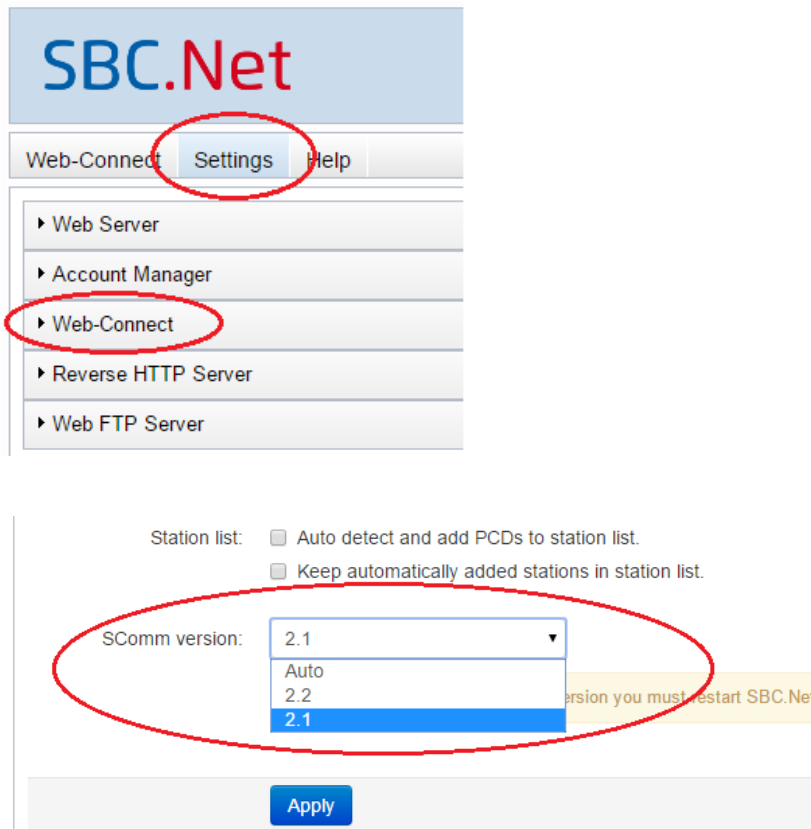 SBC.Net
Web-Connect Settings Help
Web Server
Account Manager
Web-Connect
Reverse HTTP Server
Web FTP Server
Station list: Auto detect and add PCDs to station list.
Keep automatically added stations in station list.
SComm version: 2.1
Auto
2.2
ersion you must restart SBC.Ne
2.1
Apply